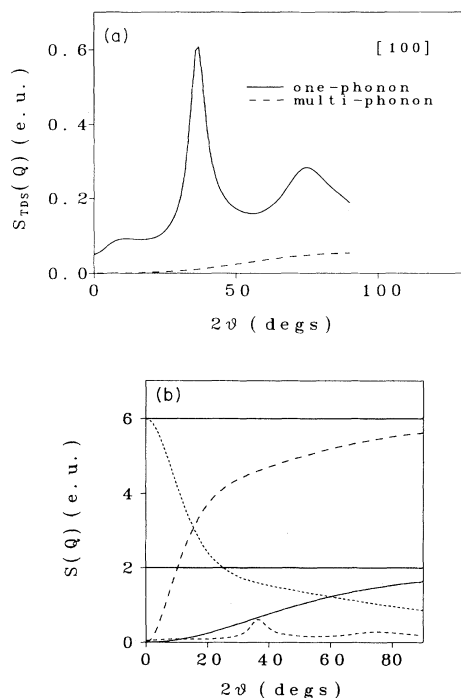 (a)
[100]
one-phonon
multi-phonon
0.6
0.4
0.2
0.0
S_TDS(Q) (e.u.)
0 50 100
2ϑ (degs)
(b)
6
4
2
0
S(Q) (e.u.)
0 20 40 60 80
2ϑ (degs)